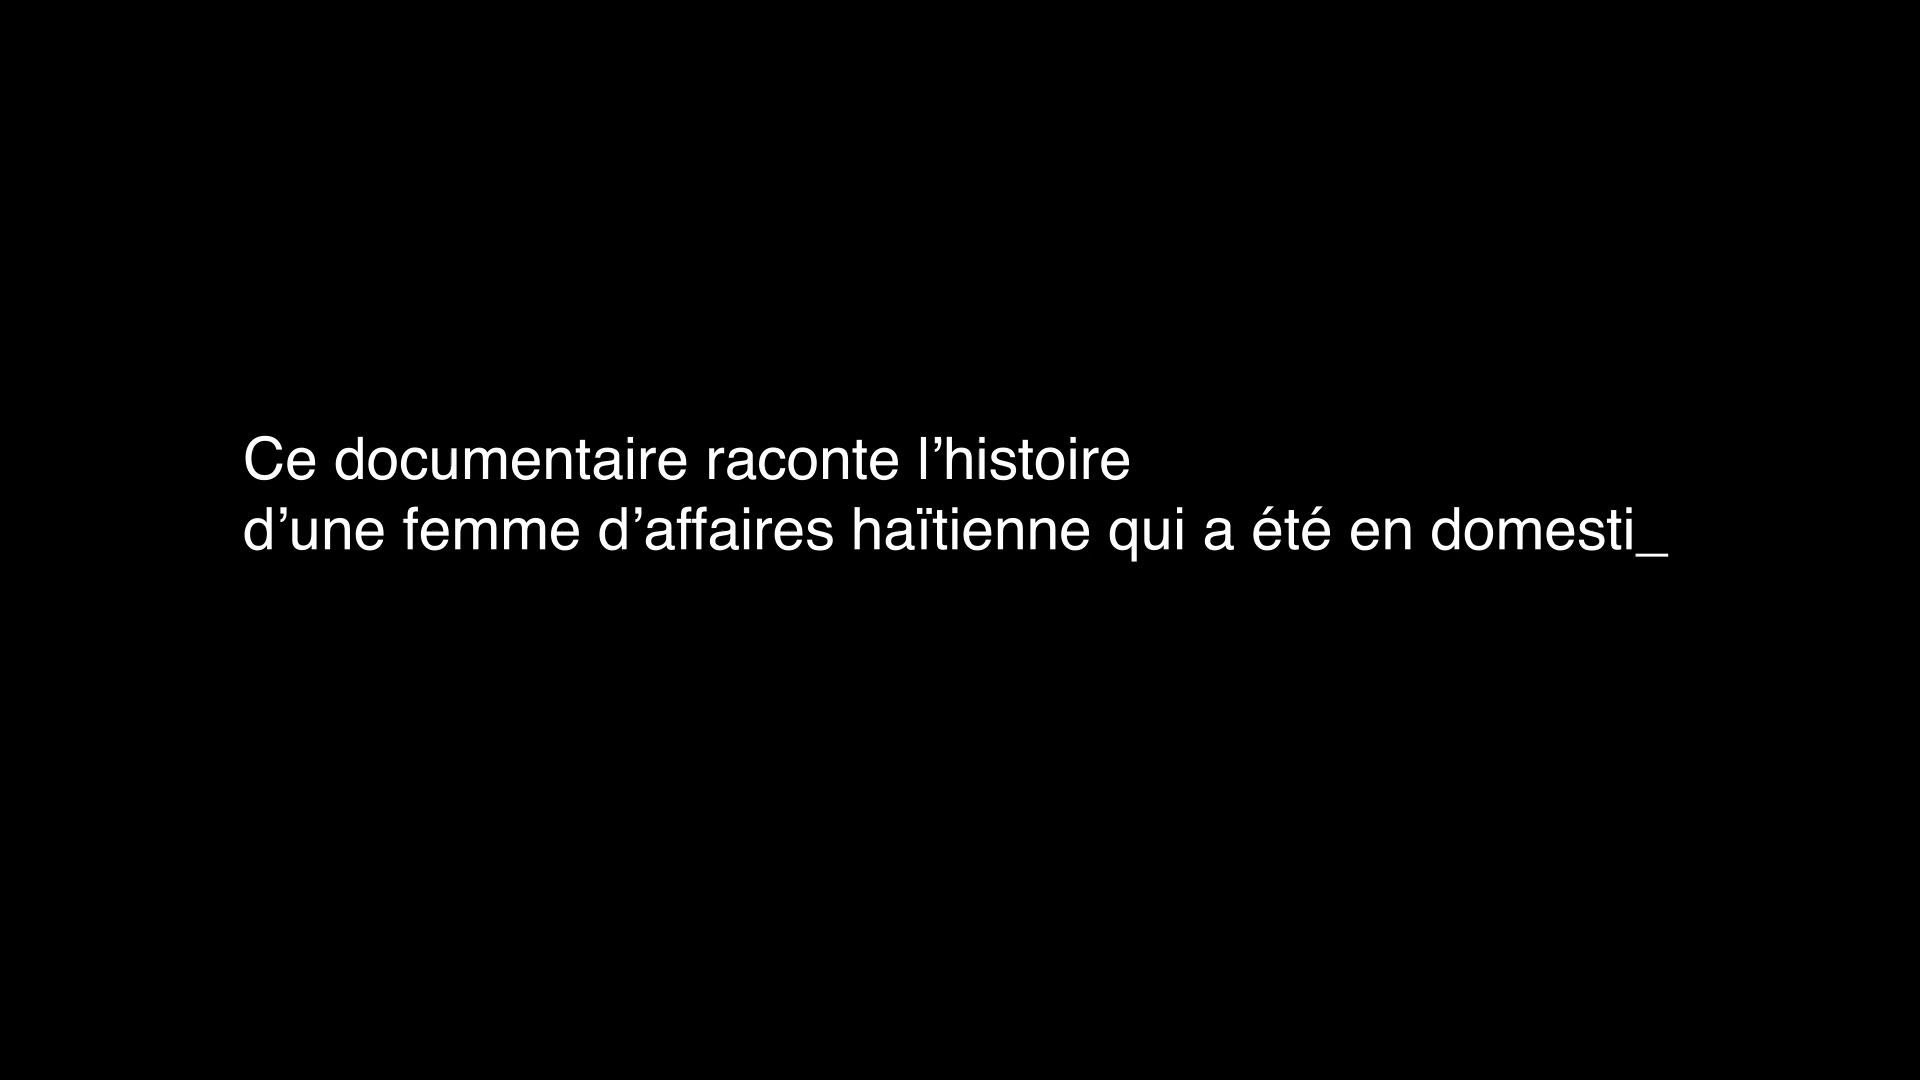 Ce documentaire raconte l’histoire
d’une femme d’affaires haïtienne qui a été en domesti_